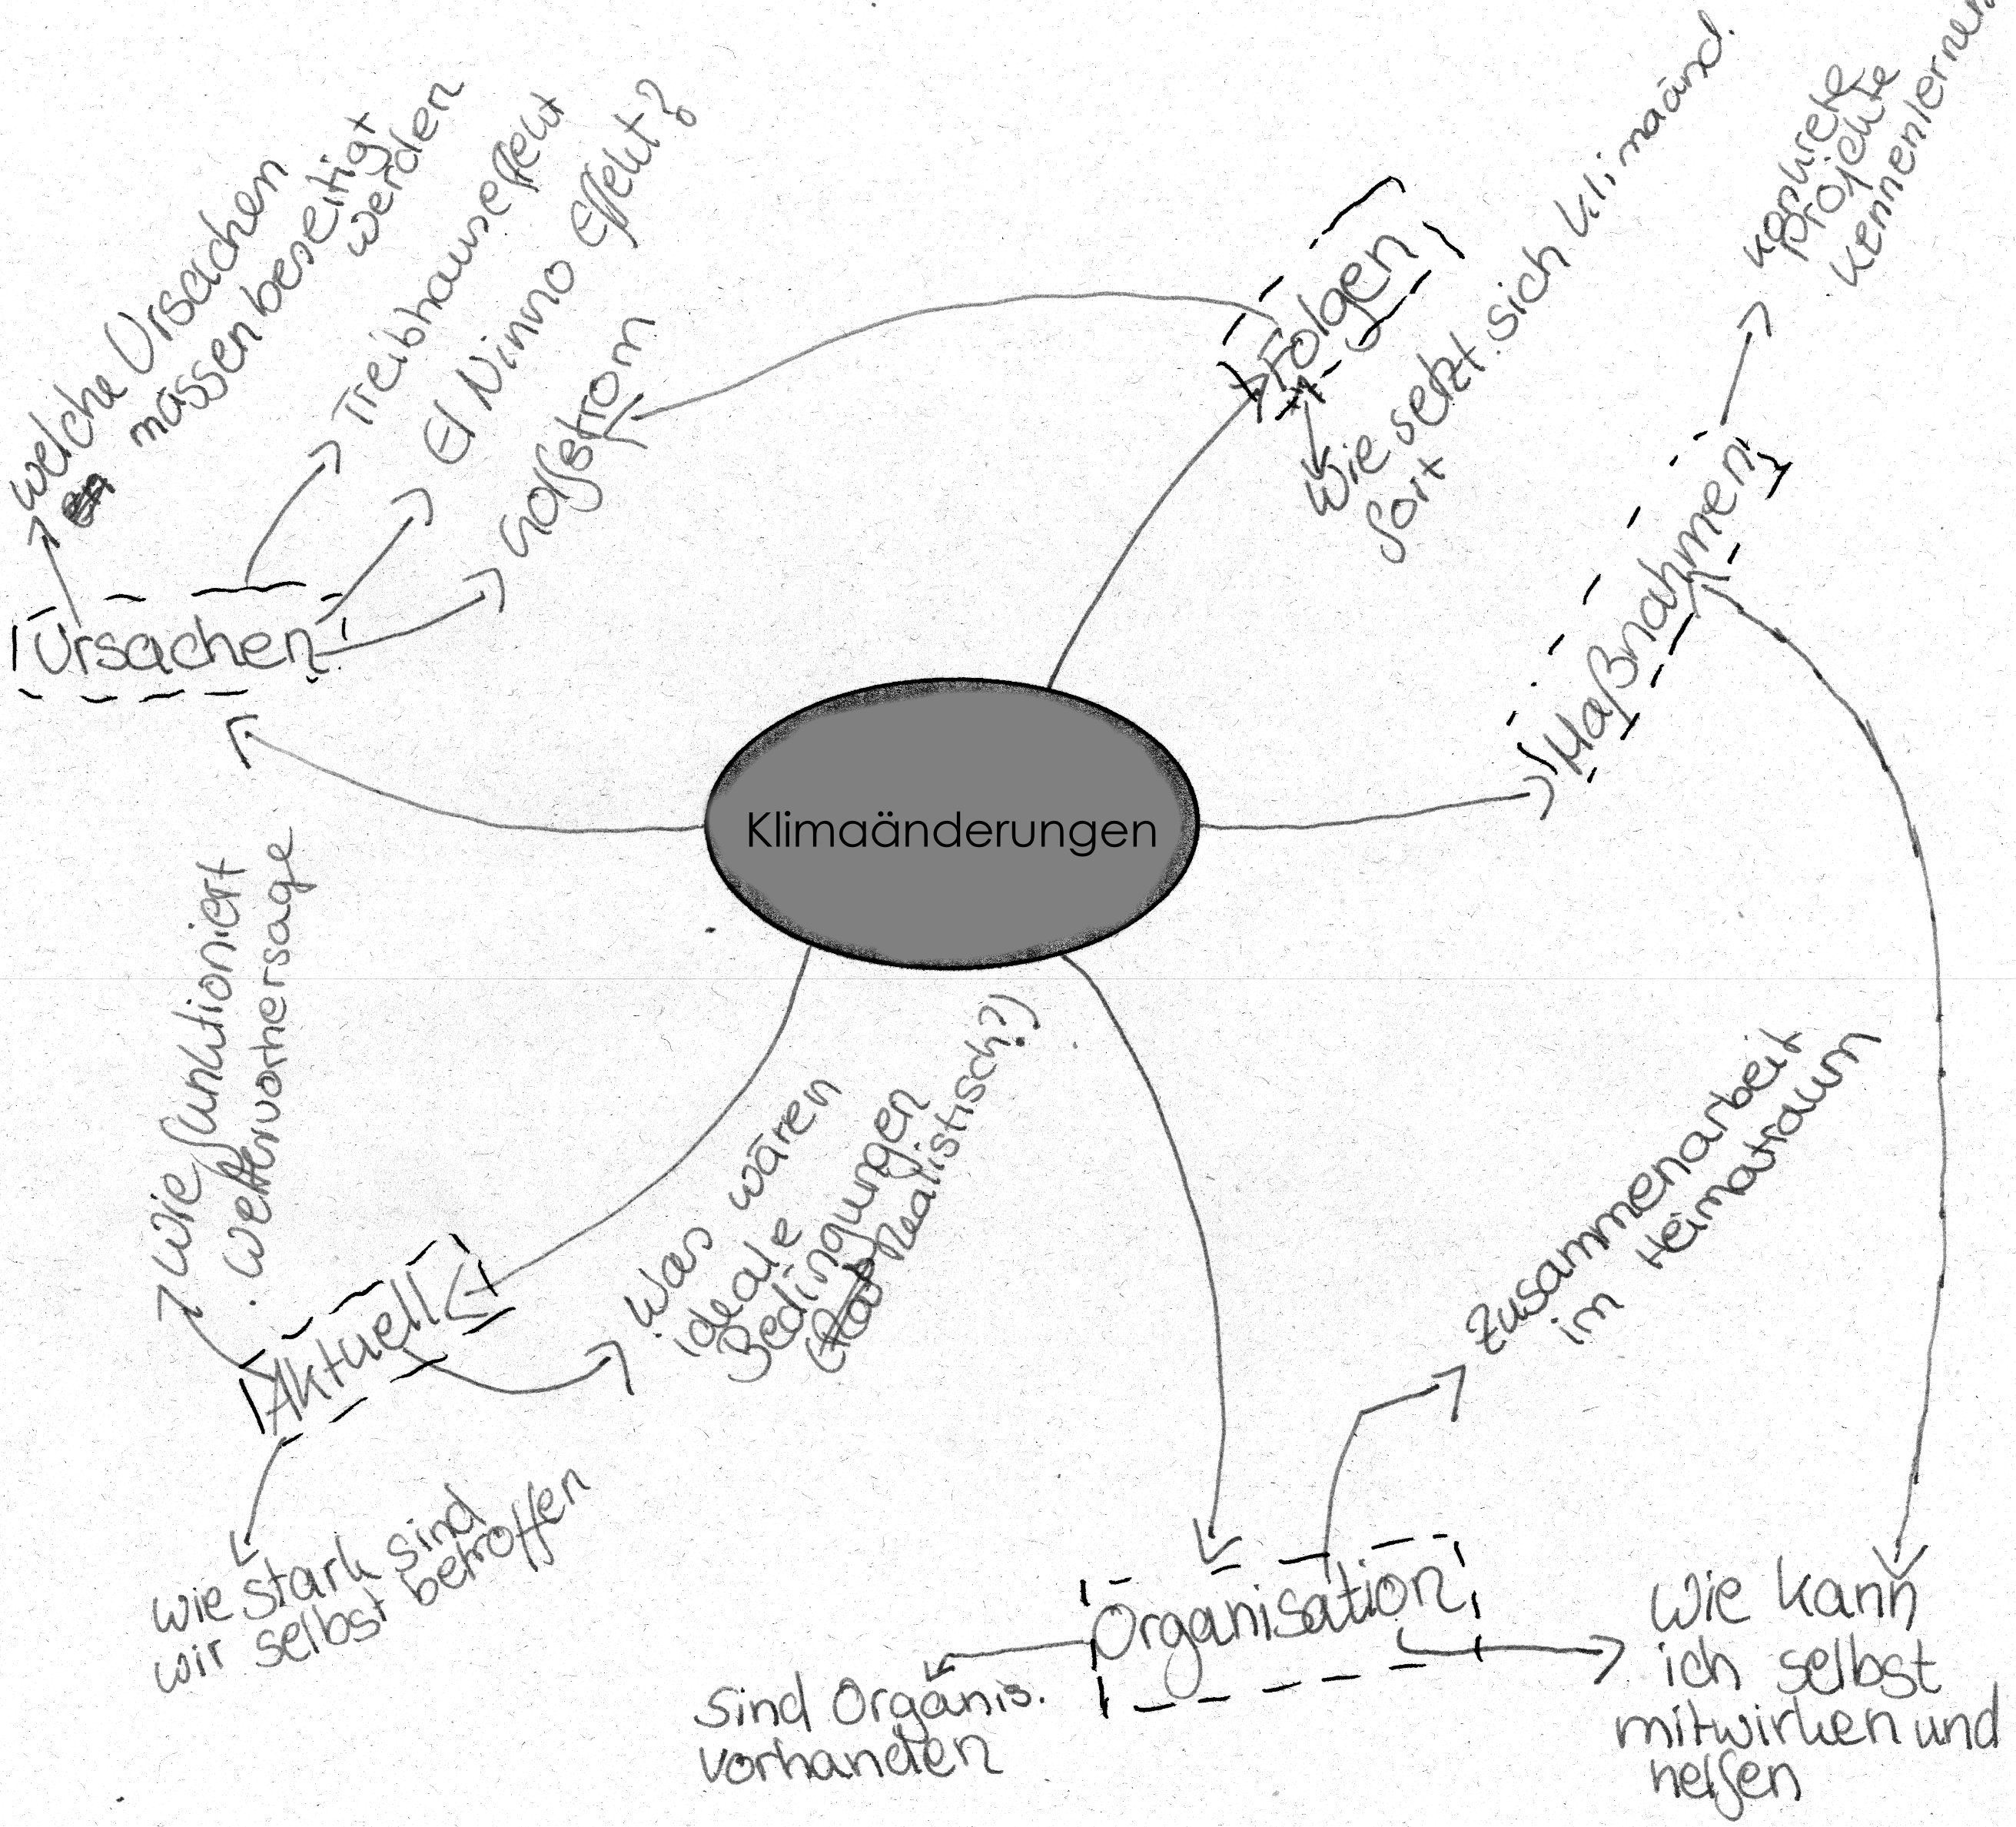 welche Ursachen
müssen beseitigt
werden
Treibhauseffekt
El Ninno Effekt?
Golfstrom
Ursachen
Folgen
Wie setzt sich Klimaänd.
fort
Maßnahmen
konkrete
Projekte
kennenlernen
Klimaänderungen
Wie funktioniert
Wettervorhersage
Aktuell
Was wären
ideale
Bedingungen
Realistisch?)
wie stark sind
wir selbst betroffen
Organisation
Zusammenarbeit
im Heimatraum
Sind Organis.
vorhanden
Wie kann
ich selbst
mitwirken und
helfen